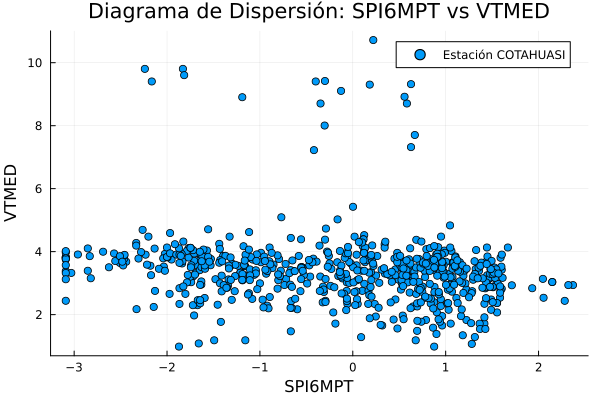 Diagrama de Dispersión: SPI6MPT vs VTMED
Estación COTAHUASI
VTMED
10
8
6
4
2
−3 −2 −1 0 1 2
SPI6MPT